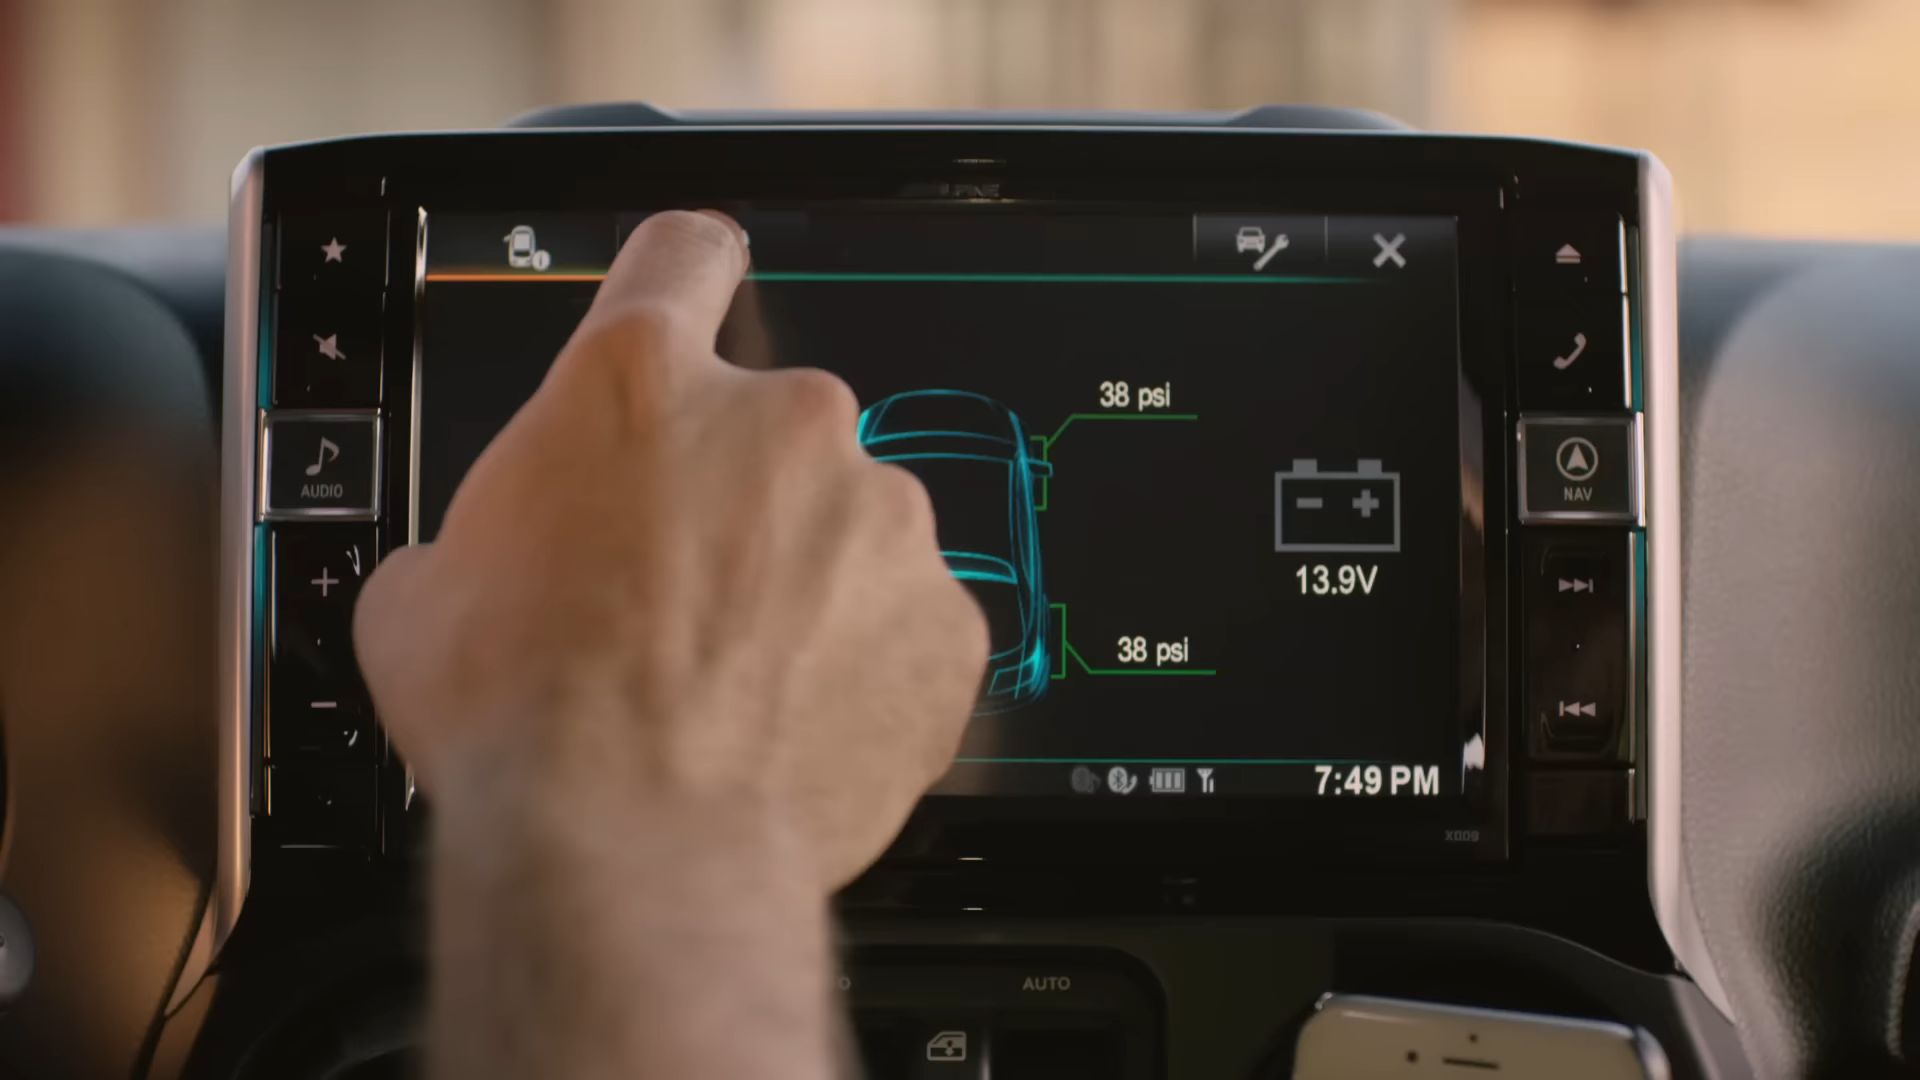 38 psi
AUDIO
NAV
13.9V
38 psi
7:49 PM
X009
AUTO